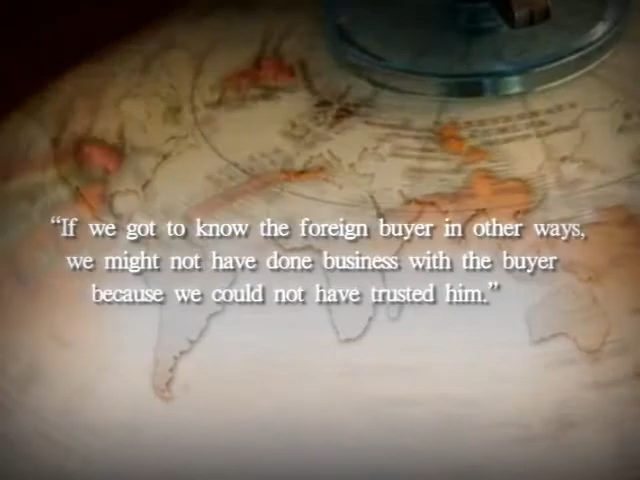 “If we got to know the foreign buyer in other ways,
we might not have done business with the buyer
because we could not have trusted him.”